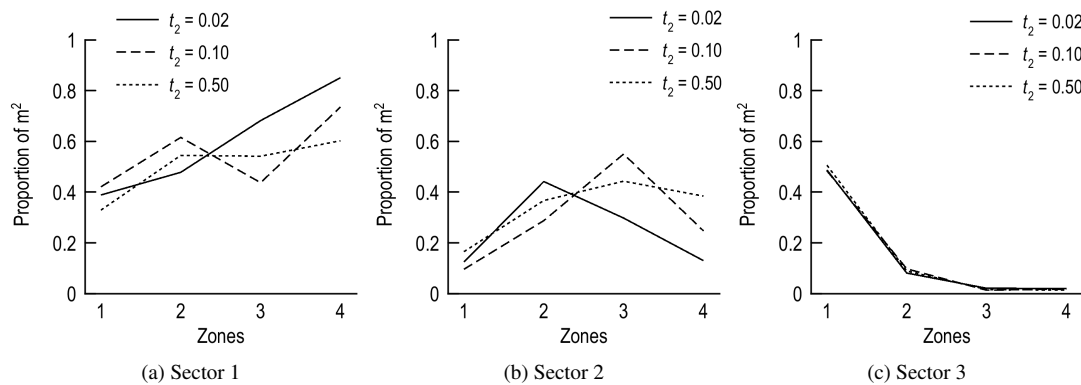 t2 = 0.02
t2 = 0.10
t2 = 0.50
Proportion of m²
1
0.8
0.6
0.4
0.2
0
1 2 3 4
Zones
(a) Sector 1
t2 = 0.02
t2 = 0.10
t2 = 0.50
Proportion of m²
1
0.8
0.6
0.4
0.2
0
1 2 3 4
Zones
(b) Sector 2
t2 = 0.02
t2 = 0.10
t2 = 0.50
Proportion of m²
1
0.8
0.6
0.4
0.2
0
1 2 3 4
Zones
(c) Sector 3